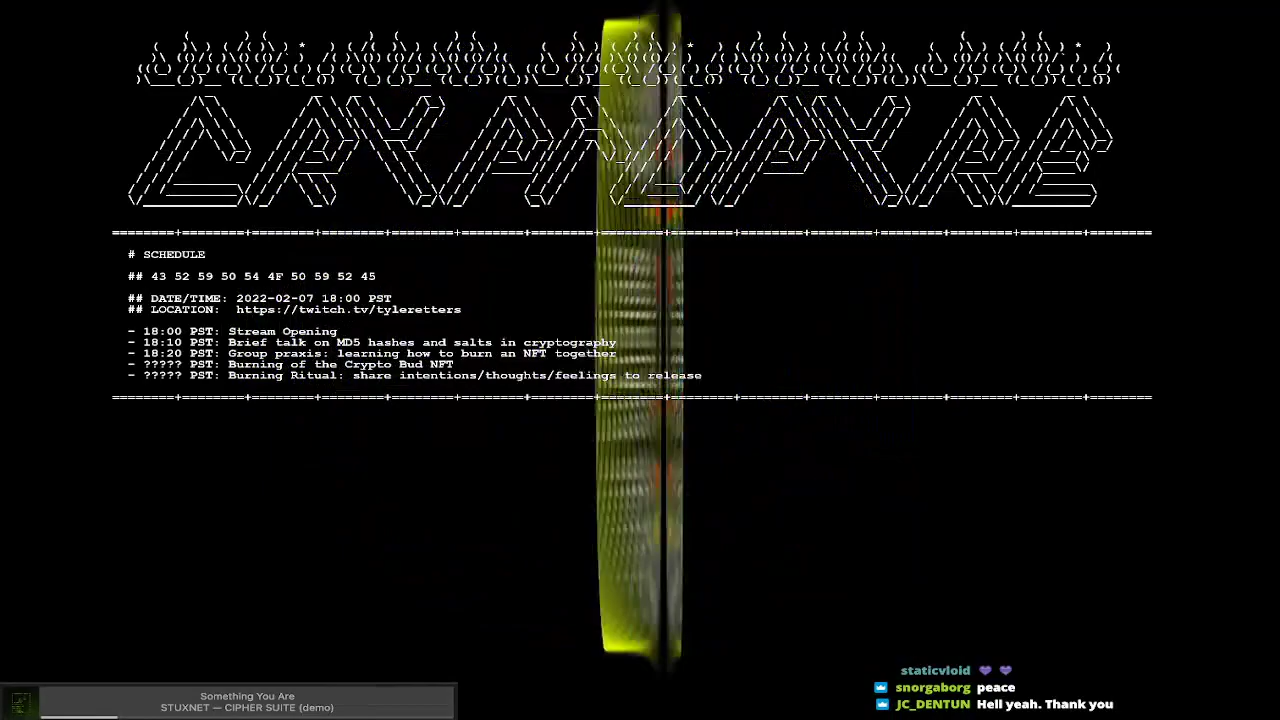 CRYPTOPYRE
# SCHEDULE
## 43 52 59 50 54 4F 50 59 52 45
## DATE/TIME: 2022-02-07 18:00 PST
## LOCATION:  https://twitch.tv/tyleretters
- 18:00 PST: Stream Opening
- 18:10 PST: Brief talk on MD5 hashes and salts in cryptography
- 18:20 PST: Group praxis: learning how to burn an NFT together
- ????? PST: Burning of the Crypto Bud NFT
- ????? PST: Burning Ritual: share intentions/thoughts/feelings to release
staticvloid 💜 💜
snorgaborg peace
JC_DENTUN Hell yeah. Thank you
Something You Are
STUXNET — CIPHER SUITE (demo)